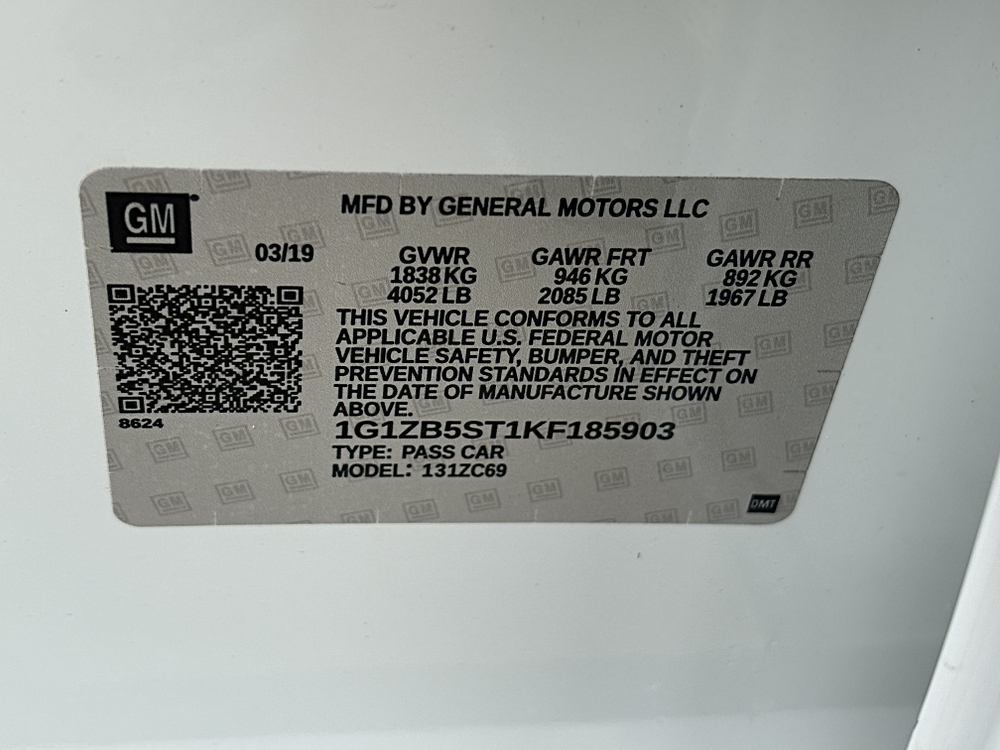 GM
MFD BY GENERAL MOTORS LLC
03/19
GVWR GAWR FRT GAWR RR
1838 KG 946 KG 892 KG
4052 LB 2085 LB 1967 LB
THIS VEHICLE CONFORMS TO ALL
APPLICABLE U.S. FEDERAL MOTOR
VEHICLE SAFETY, BUMPER, AND THEFT
PREVENTION STANDARDS IN EFFECT ON
THE DATE OF MANUFACTURE SHOWN
ABOVE.
8624
1G1ZB5ST1KF185903
TYPE: PASS CAR
MODEL: 131ZC69
DMT